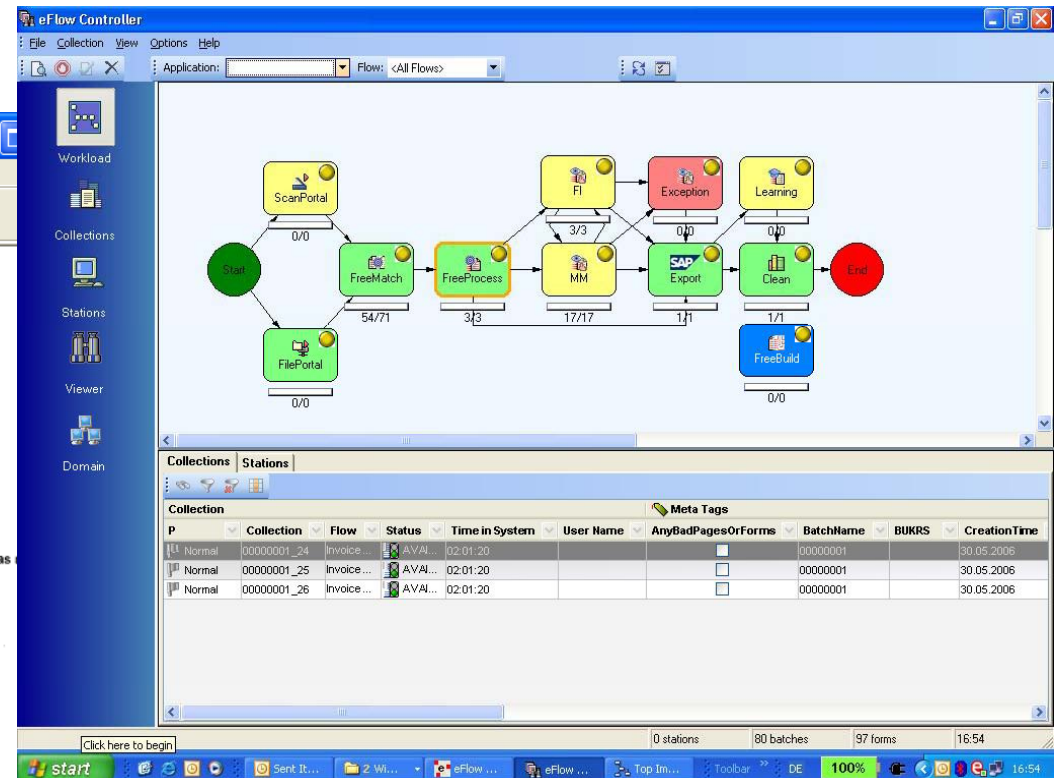 eFlow Controller
File Collection View Options Help
Application: Flow: <All Flows>
Workload
Collections
Stations
Viewer
Domain
as
ScanPortal
0/0
FI
3/3
Exception
0/0
Learning
0/0
Start
FreeMatch
54/71
FreeProcess
3/3
MM
17/17
SAP
Export
1/1
Clean
1/1
End
FilePortal
0/0
FreeBuild
0/0
Collections Stations
Collection Meta Tags
P Collection Flow Status Time in System User Name AnyBadPagesOrForms BatchName BUKRS CreationTime
Normal 00000001_24 Invoice ... AVAI... 02:01:20 00000001 30.05.2006
Normal 00000001_25 Invoice ... AVAI... 02:01:20 00000001 30.05.2006
Normal 00000001_26 Invoice ... AVAI... 02:01:20 00000001 30.05.2006
0 stations 80 batches 97 forms 16:54
Click here to begin
start Sent It... 2 Wi... eFlow ... eFlow ... Top Im... Toolbar » DE 100% 16:54